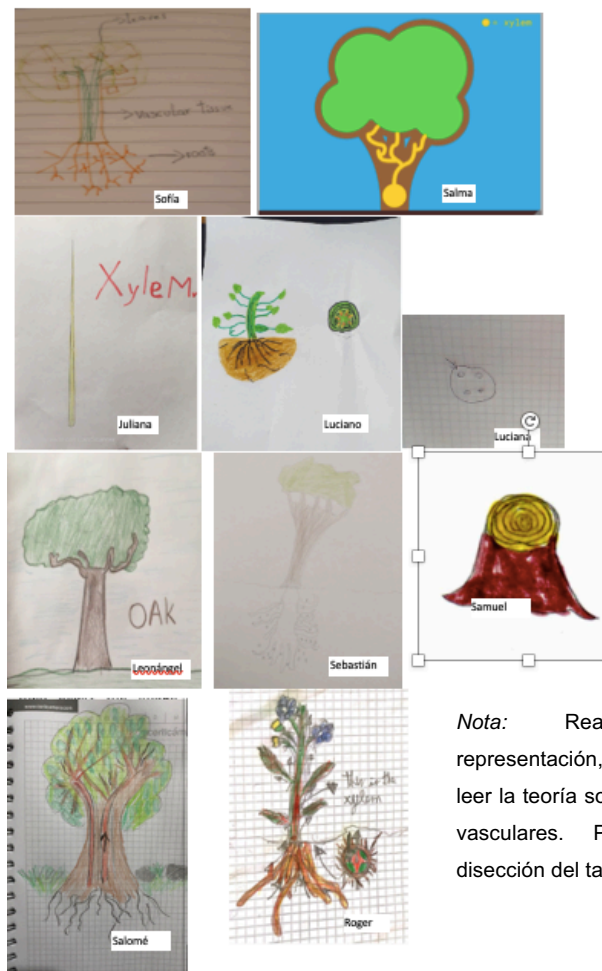 vascular
roots
Sofía
= xylem
Salma
XyleM
Juliana
Luciano
Luciana
OAk
Leonángel
Sebastián
Samuel
Nota: Rea
representación,
leer la teoría so
vasculares. P
disección del ta
this is the
xylem
Salomé
Roger